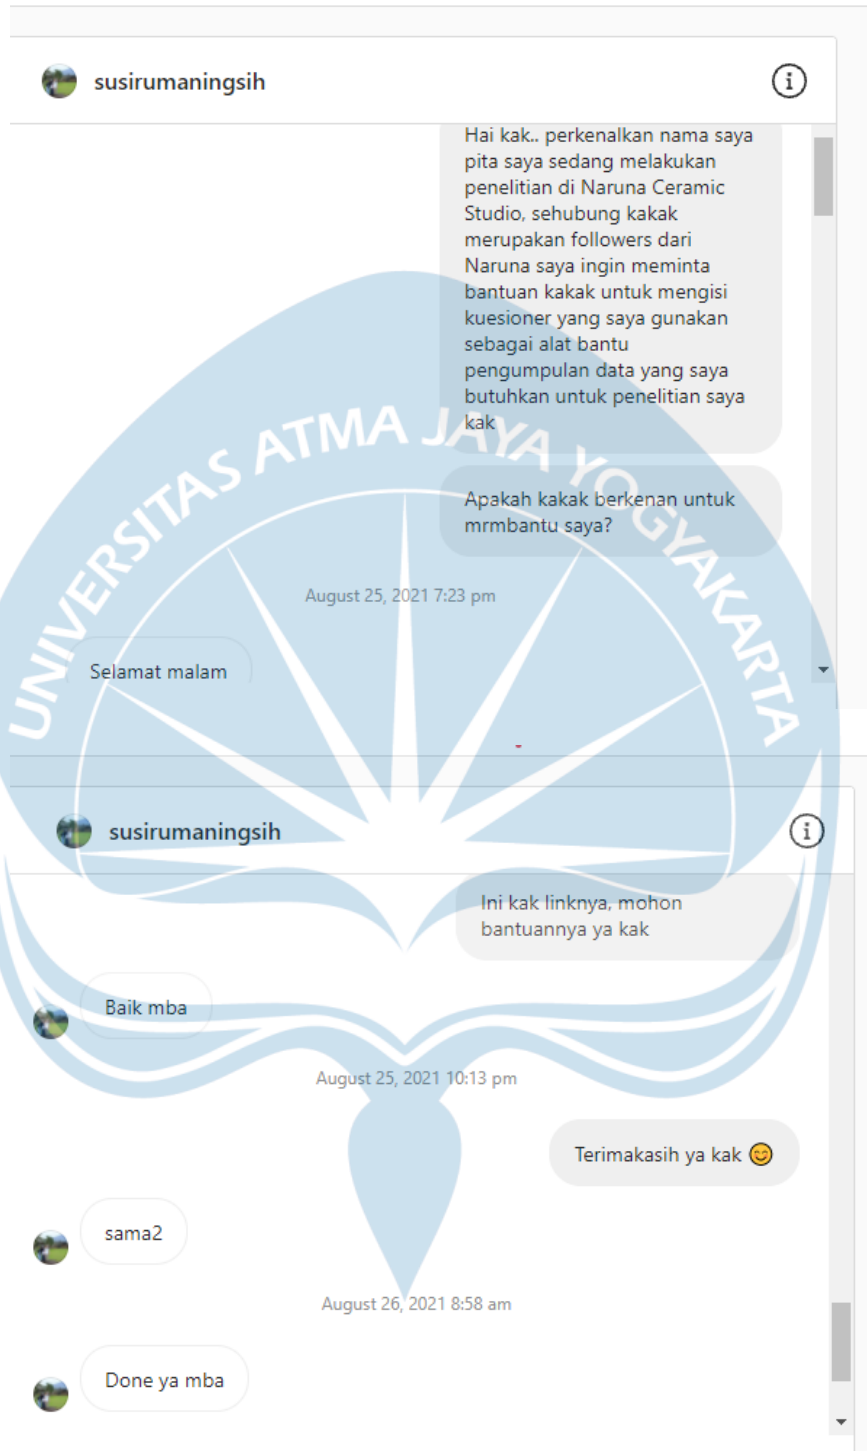 susirumaningsih
Hai kak.. perkenalkan nama saya
pita saya sedang melakukan
penelitian di Naruna Ceramic
Studio, sehubung kakak
merupakan followers dari
Naruna saya ingin meminta
bantuan kakak untuk mengisi
kuesioner yang saya gunakan
sebagai alat bantu
pengumpulan data yang saya
butuhkan untuk penelitian saya
kak
Apakah kakak berkenan untuk
mrmbantu saya?
August 25, 2021 7:23 pm
Selamat malam
UNIVERSITAS ATMA JAYA YOGYAKARTA
susirumaningsih
Ini kak linknya, mohon
bantuannya ya kak
Baik mba
August 25, 2021 10:13 pm
Terimakasih ya kak 😊
sama2
August 26, 2021 8:58 am
Done ya mba